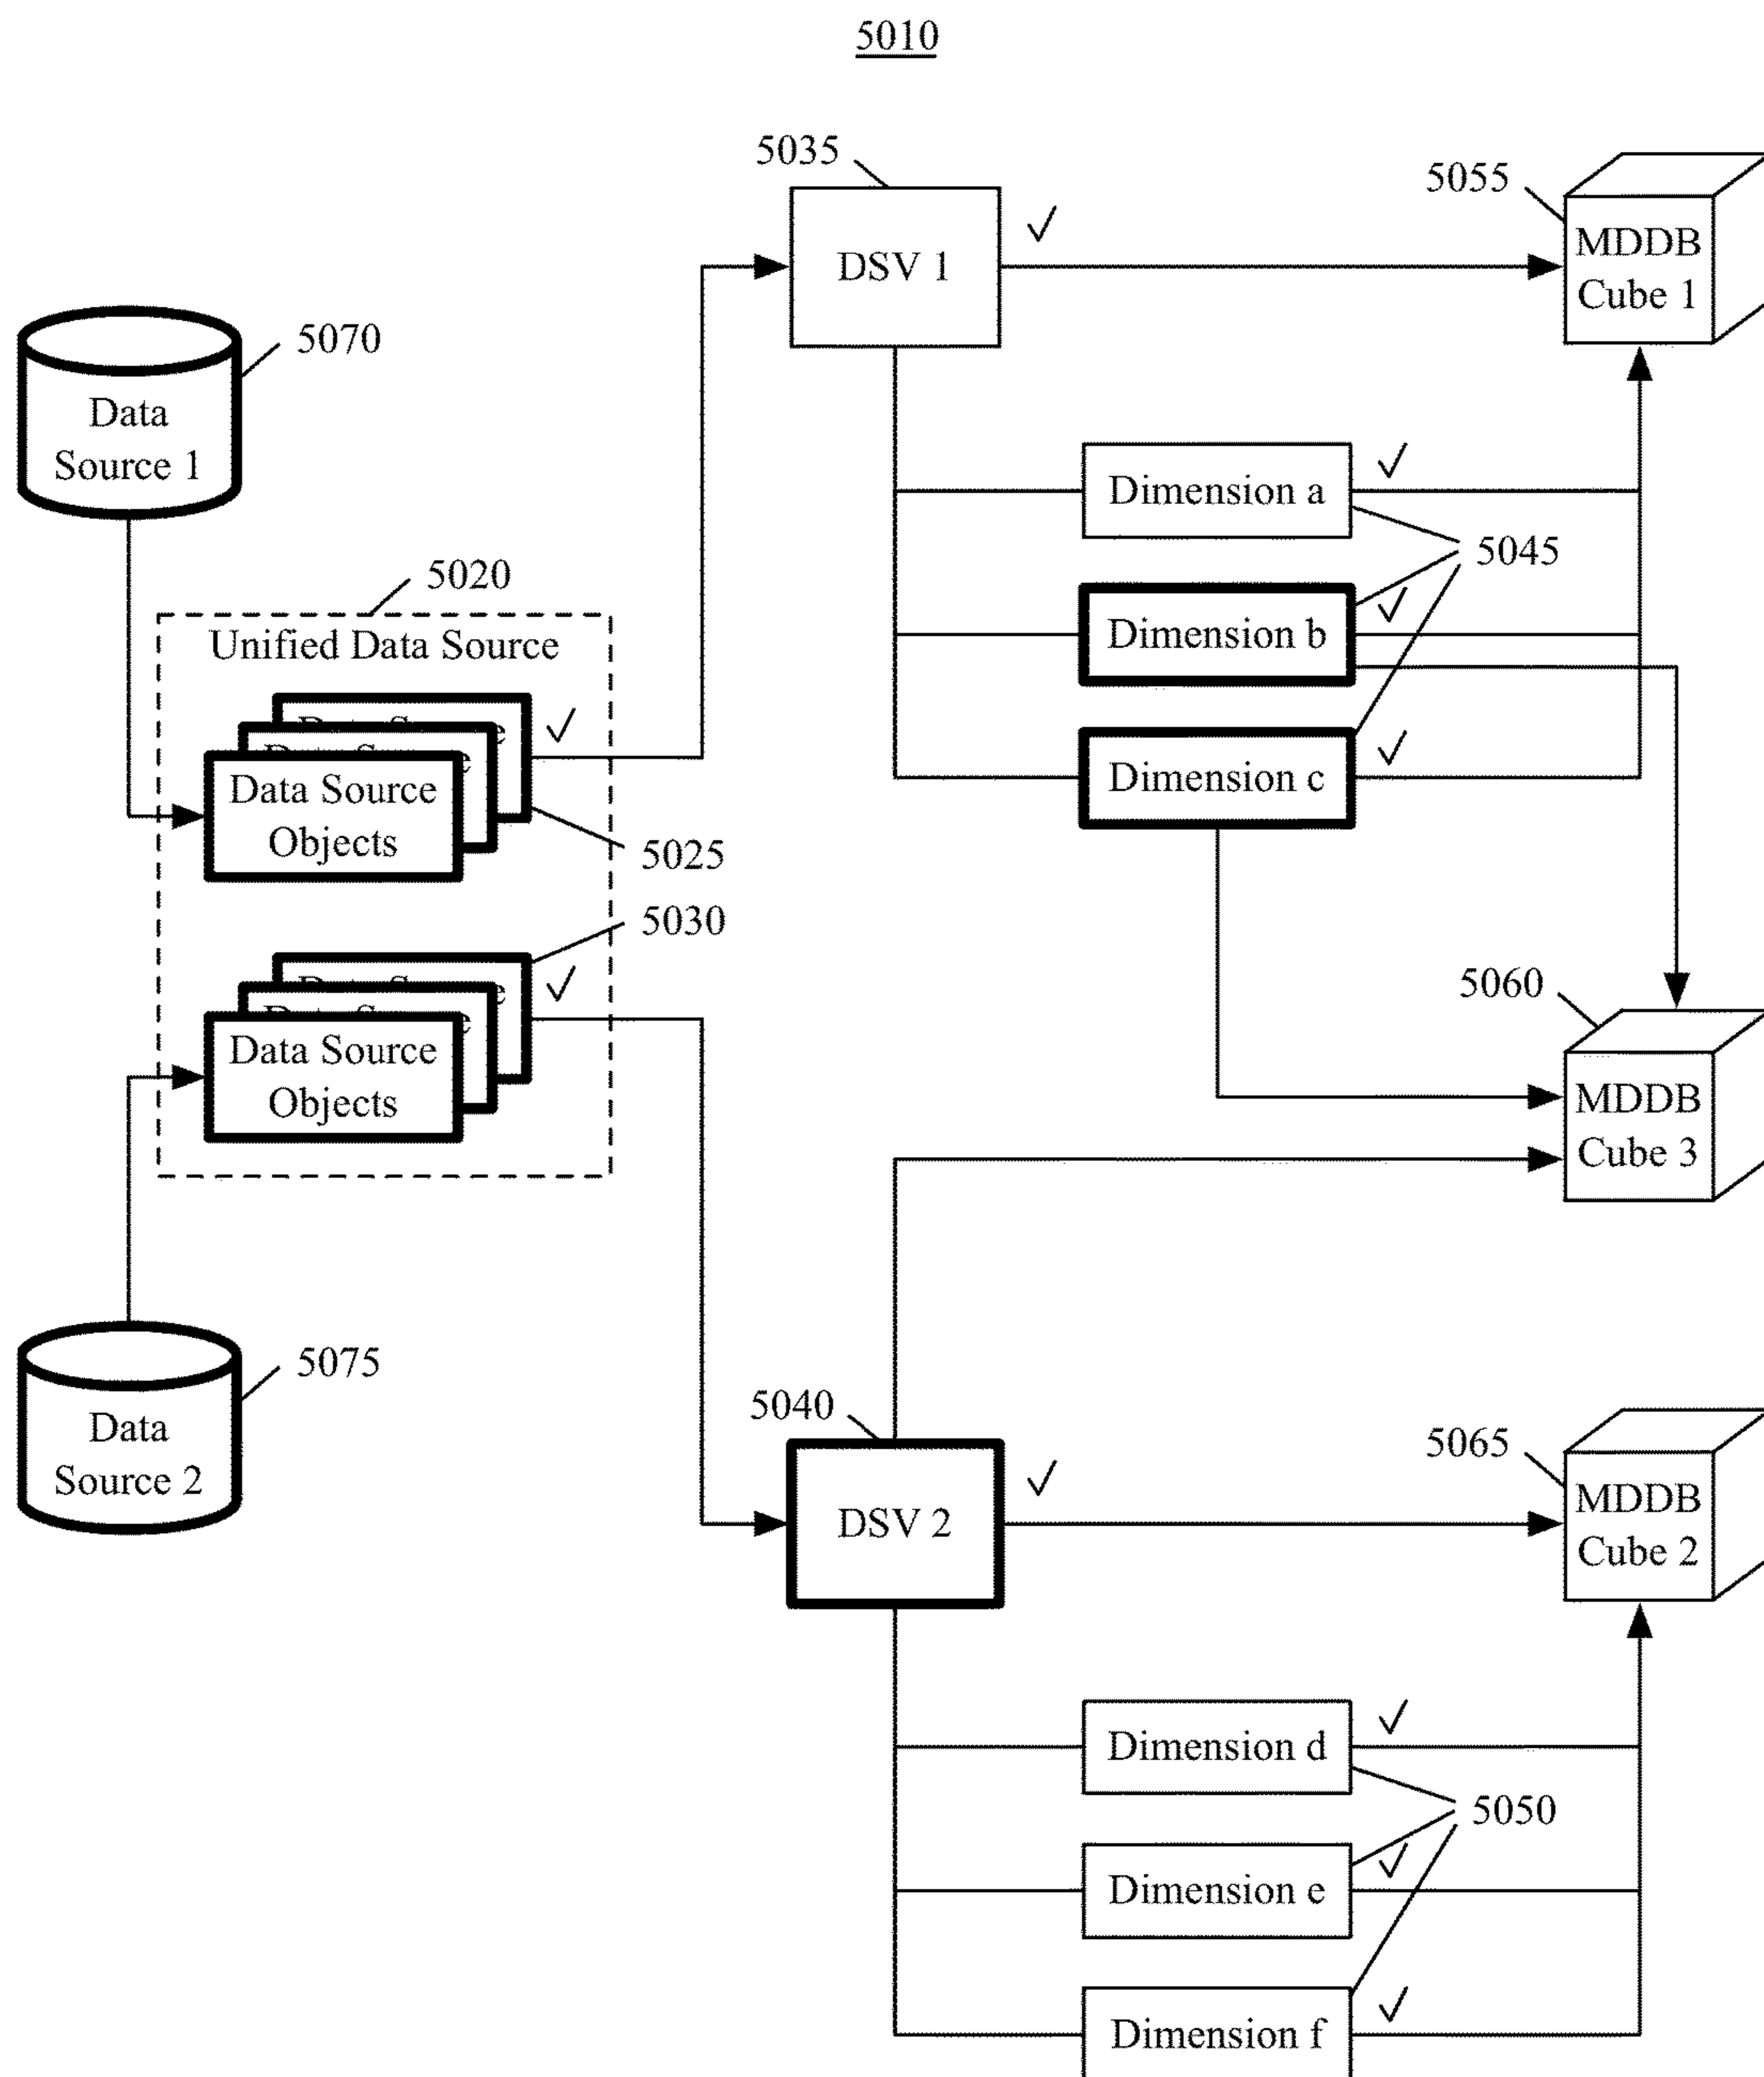 5010
5035
5055
DSV 1
MDDB
Cube 1
5070
Data
Source 1
Dimension a
5045
5020
Unified Data Source
Dimension b
Data Source
Objects
5025
Dimension c
5030
Data Source
Objects
5060
MDDB
Cube 3
5075
Data
Source 2
5040
5065
DSV 2
MDDB
Cube 2
Dimension d
5050
Dimension e
Dimension f